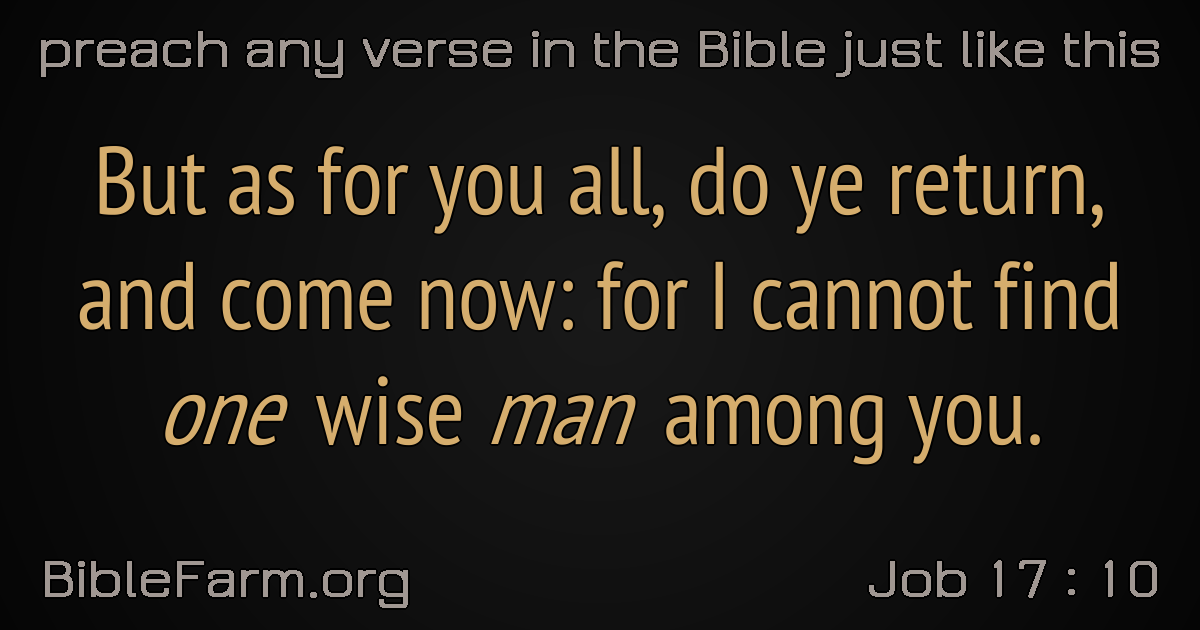 preach any verse in the Bible just like this
But as for you all, do ye return,
and come now: for I cannot find
one wise man among you.
BibleFarm.org
Job 17 : 10